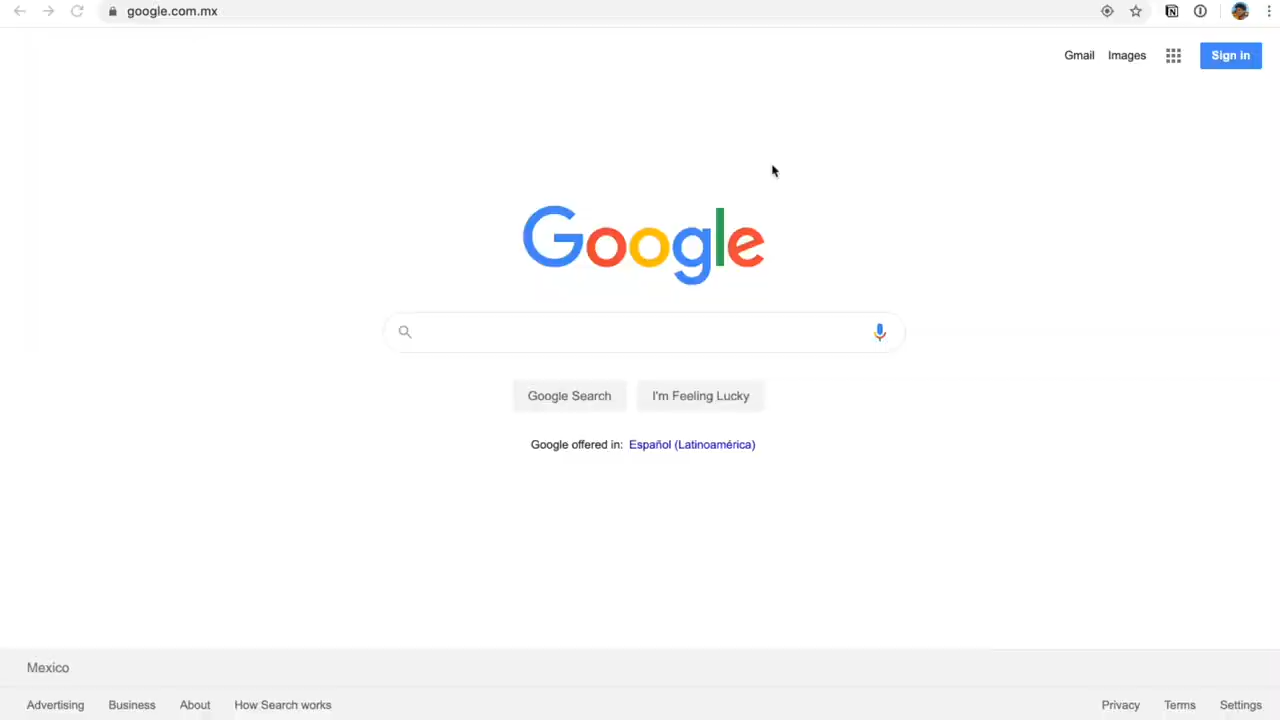 google.com.mx
Gmail Images Sign in
Google
Google Search I'm Feeling Lucky
Google offered in: Español (Latinoamérica)
Mexico
Advertising Business About How Search works Privacy Terms Settings